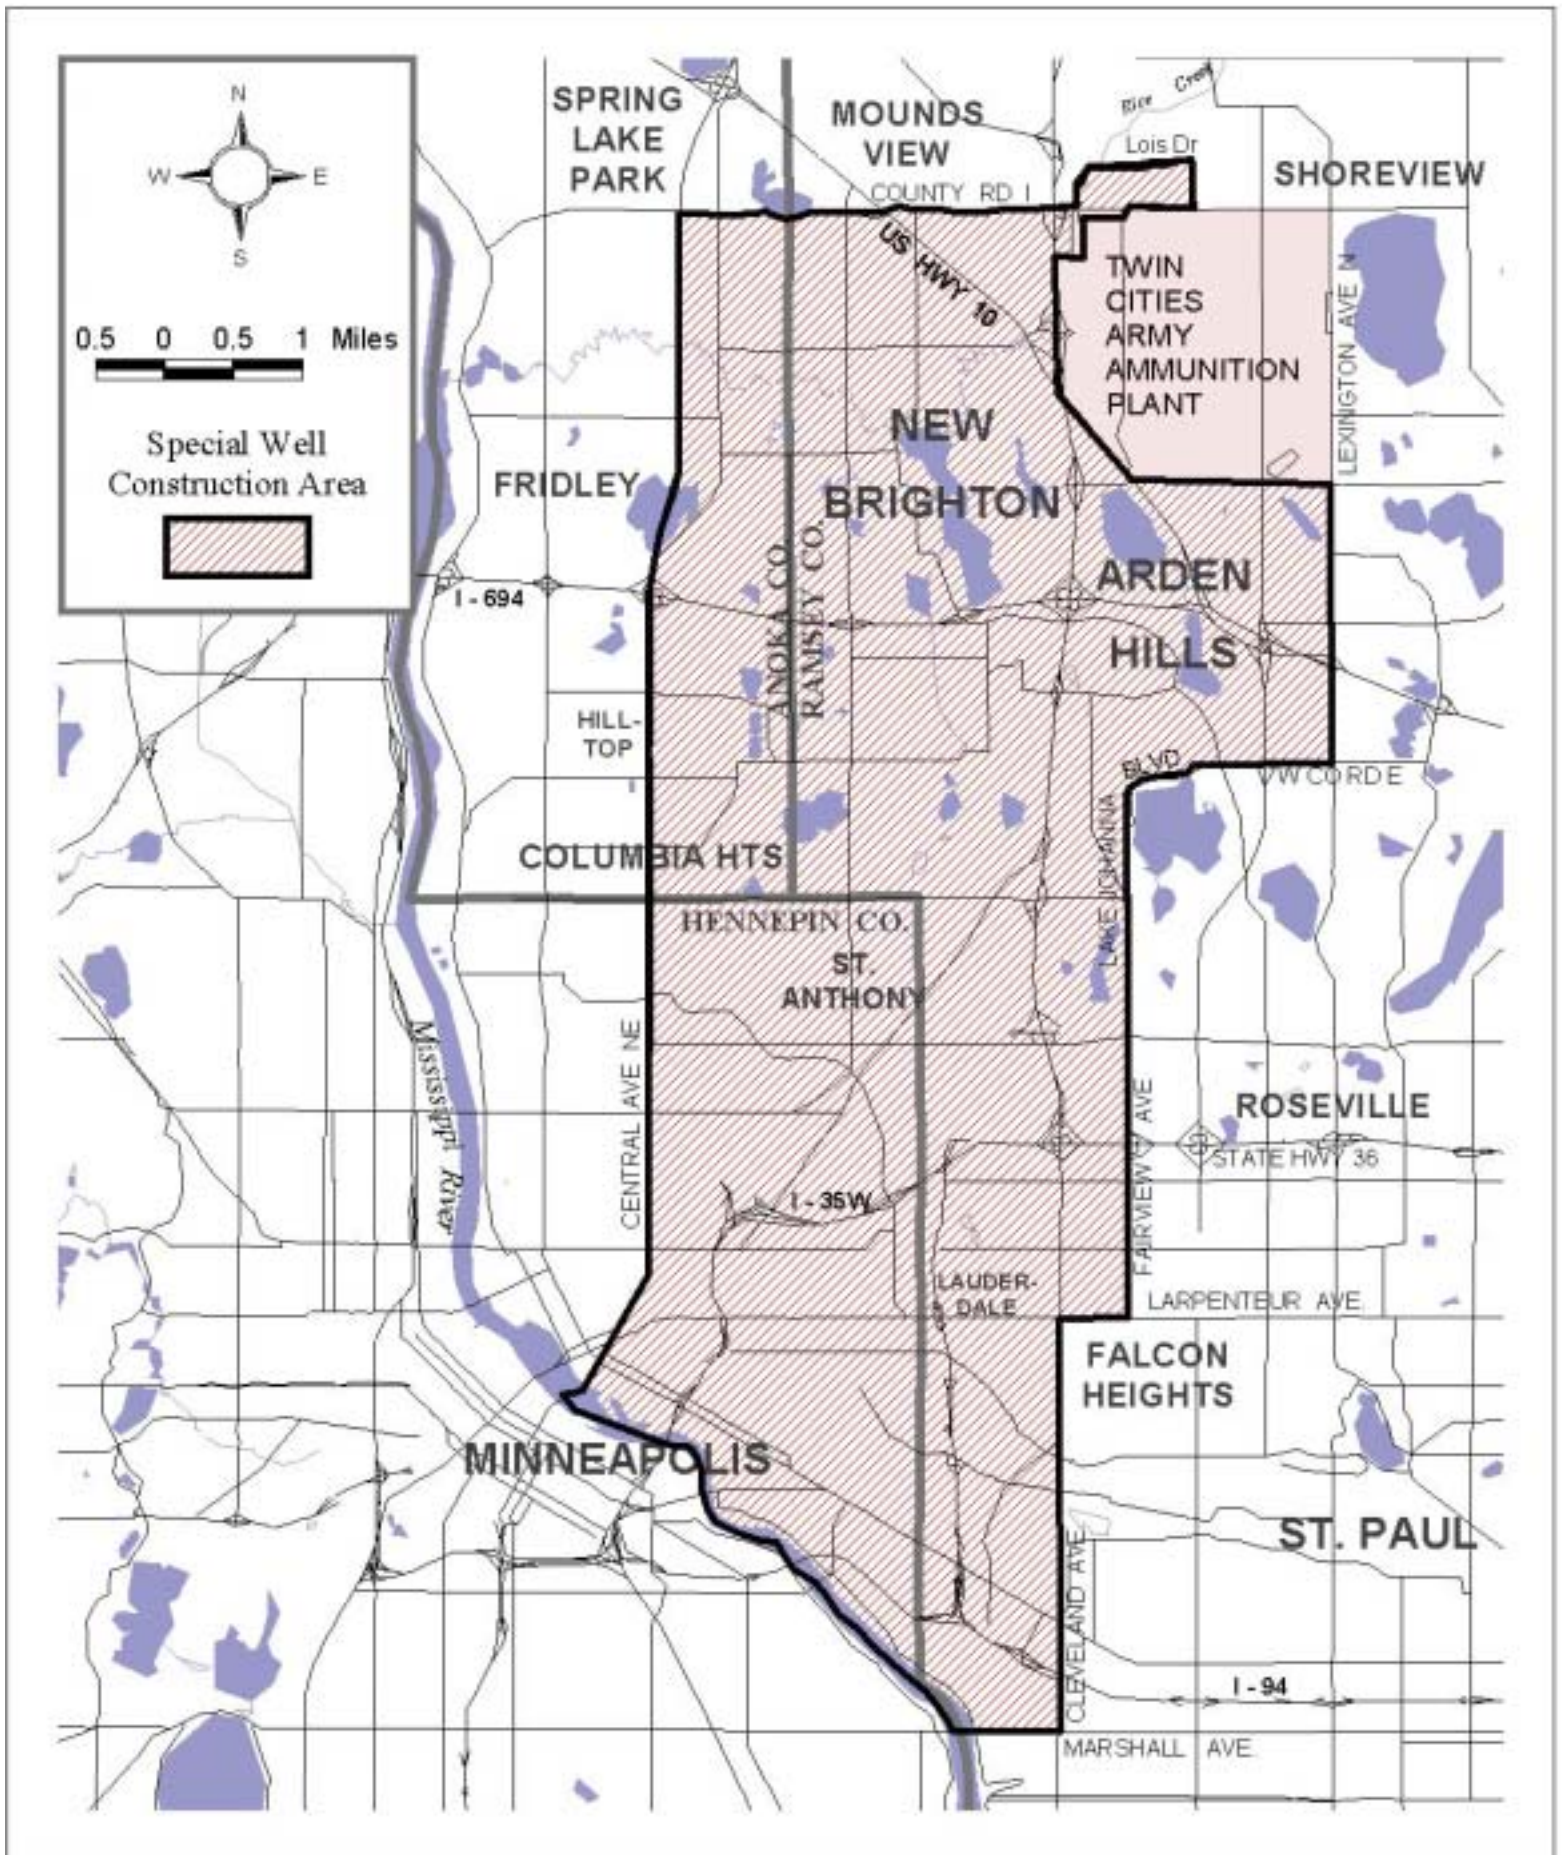 N
W
E
S
0.5 0 0.5 1 Miles
Special Well
Construction Area
SPRING
LAKE
PARK
MOUNDS
VIEW
COUNTY RD I
Rice Creek
Lois Dr
SHOREVIEW
US HWY 10
TWIN
CITIES
ARMY
AMMUNITION
PLANT
LEXINGTON AVE N
NEW
BRIGHTON
FRIDLEY
ANOKA CO.
RAMSEY CO.
ARDEN
HILLS
I - 694
HILL-
TOP
BLVD
COLUMBIA HTS
LAKE JOHANNA
HENNEPIN CO.
ST.
ANTHONY
CENTRAL AVE NE
Mississippi River
FAIRVIEW AVE
ROSEVILLE
STATE HWY 36
I - 35W
LAUDER-
DALE
LARPENTEUR AVE
FALCON
HEIGHTS
MINNEAPOLIS
ST. PAUL
CLEVELAND AVE
I - 94
MARSHALL AVE